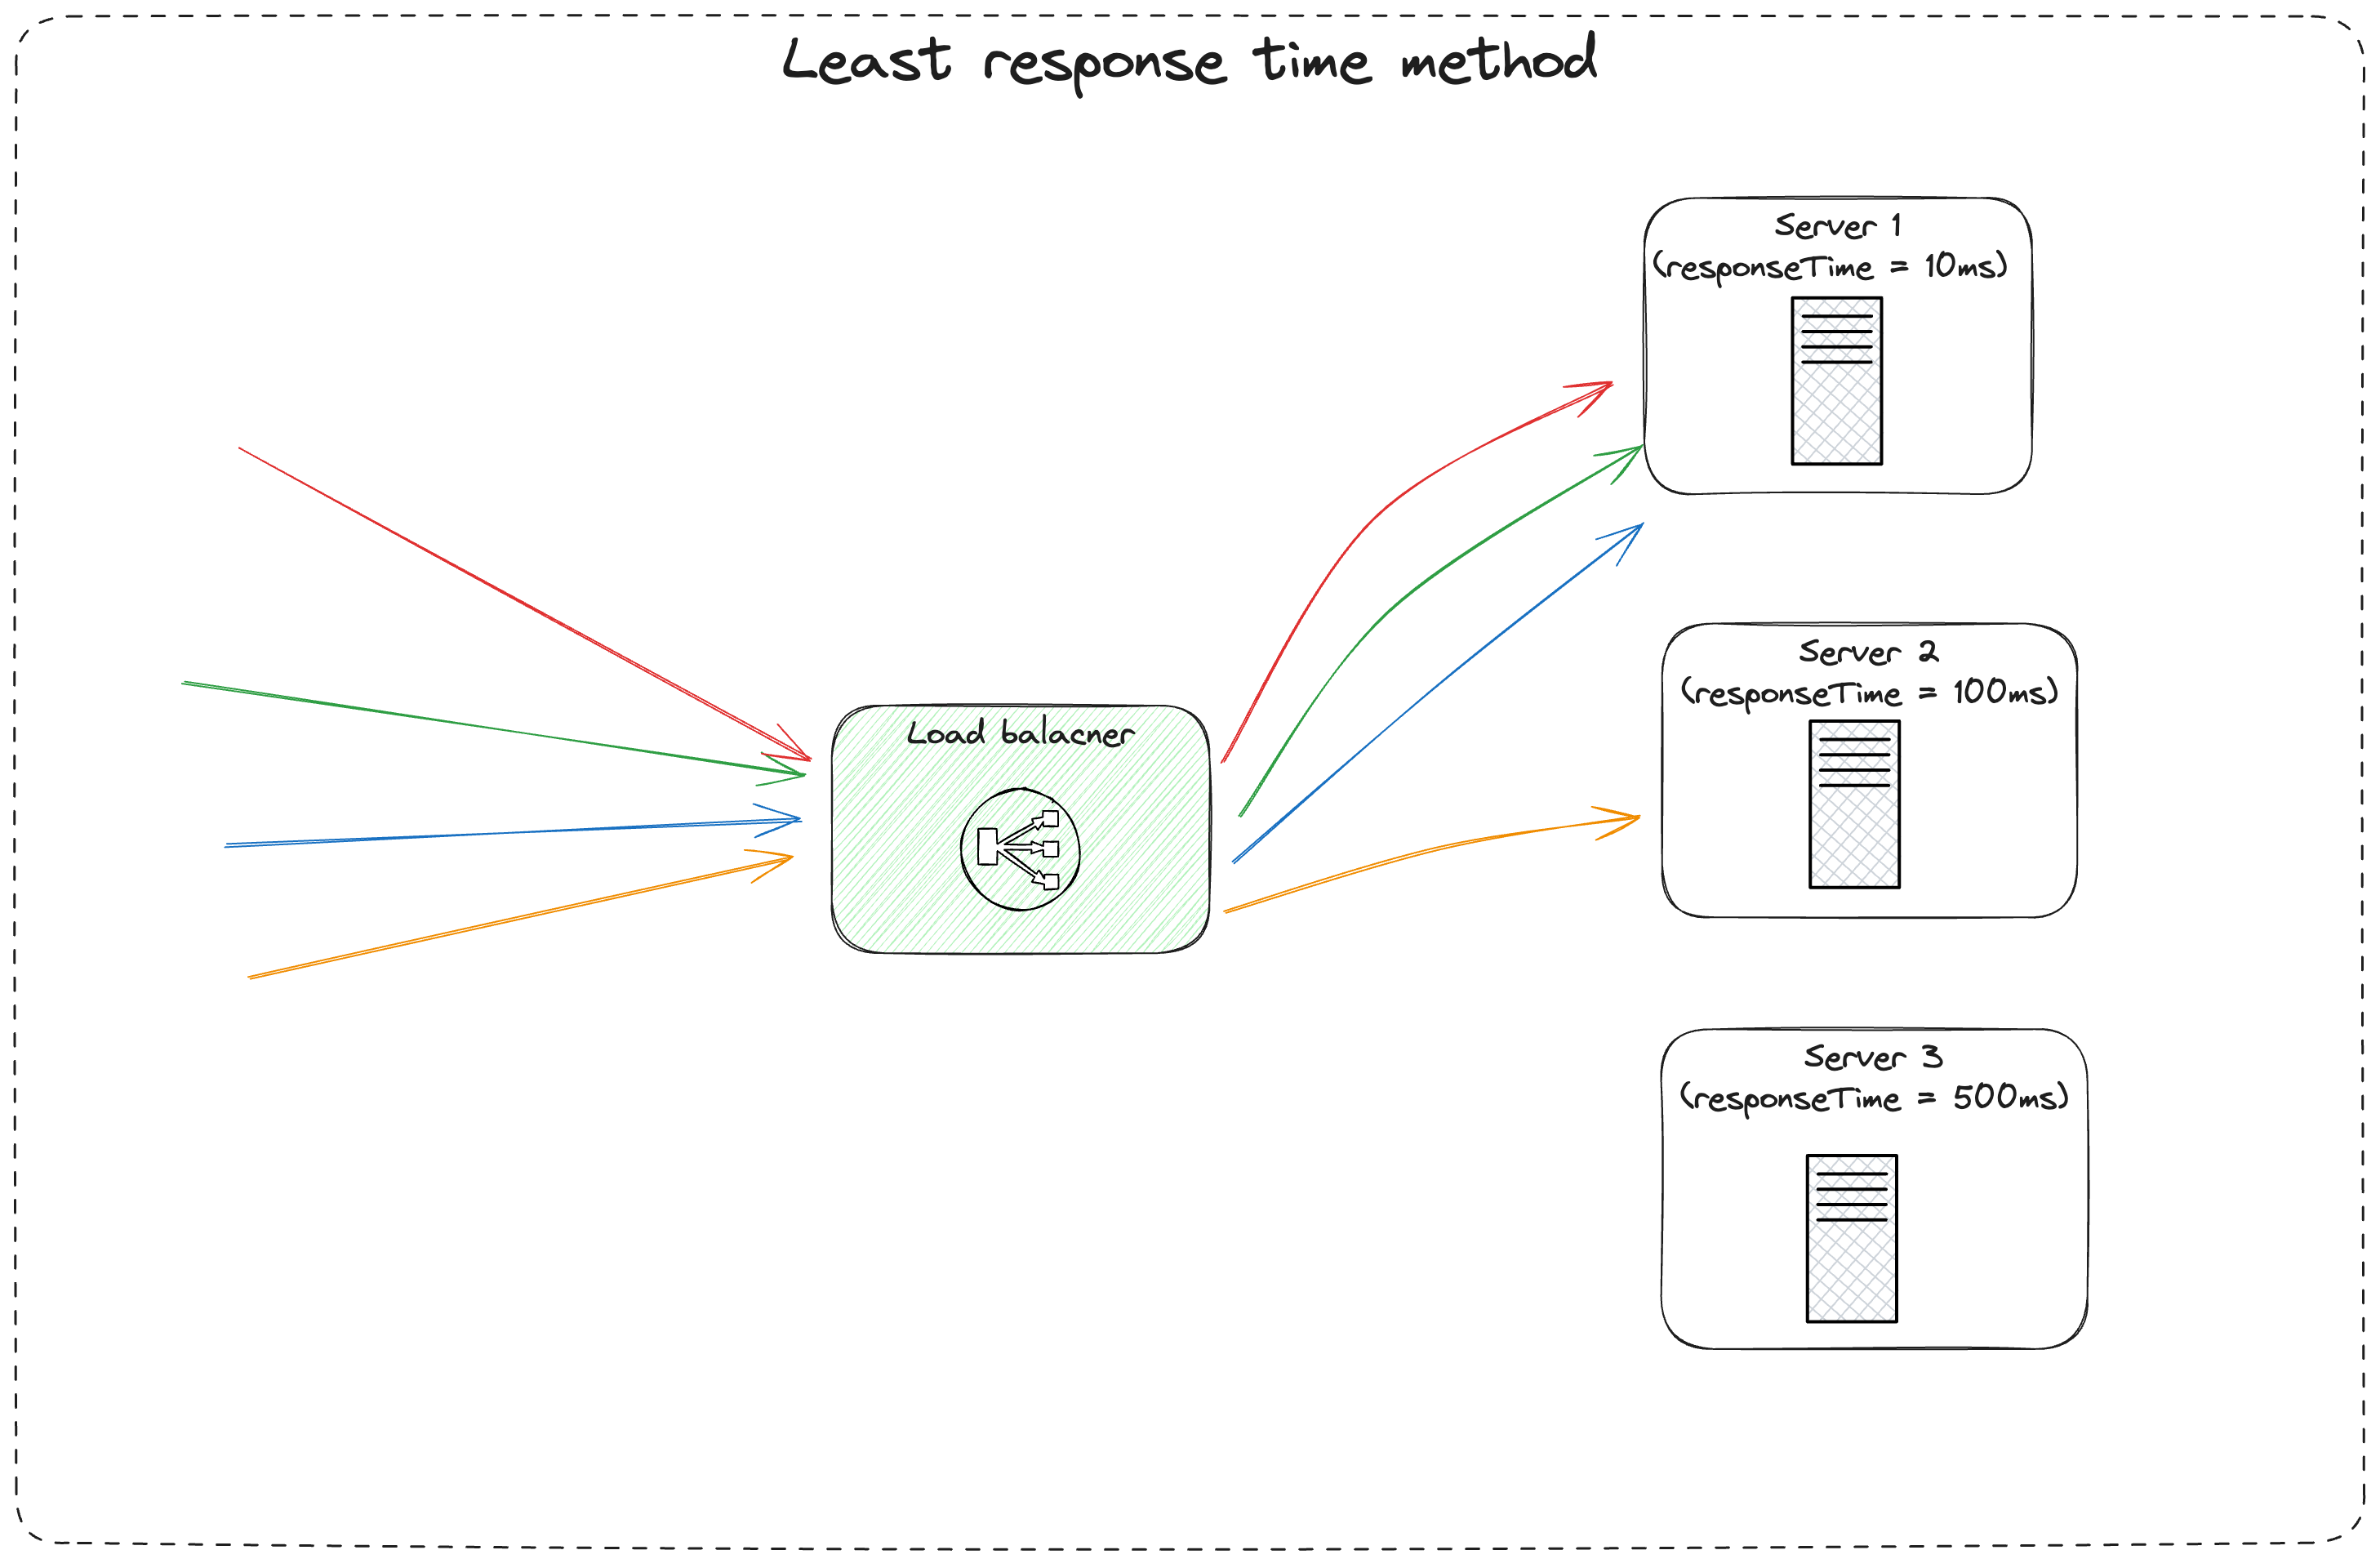 Least response time method
Server 1
(responseTime = 10ms)
Server 2
(responseTime = 100ms)
Load balacner
Server 3
(responseTime = 500ms)